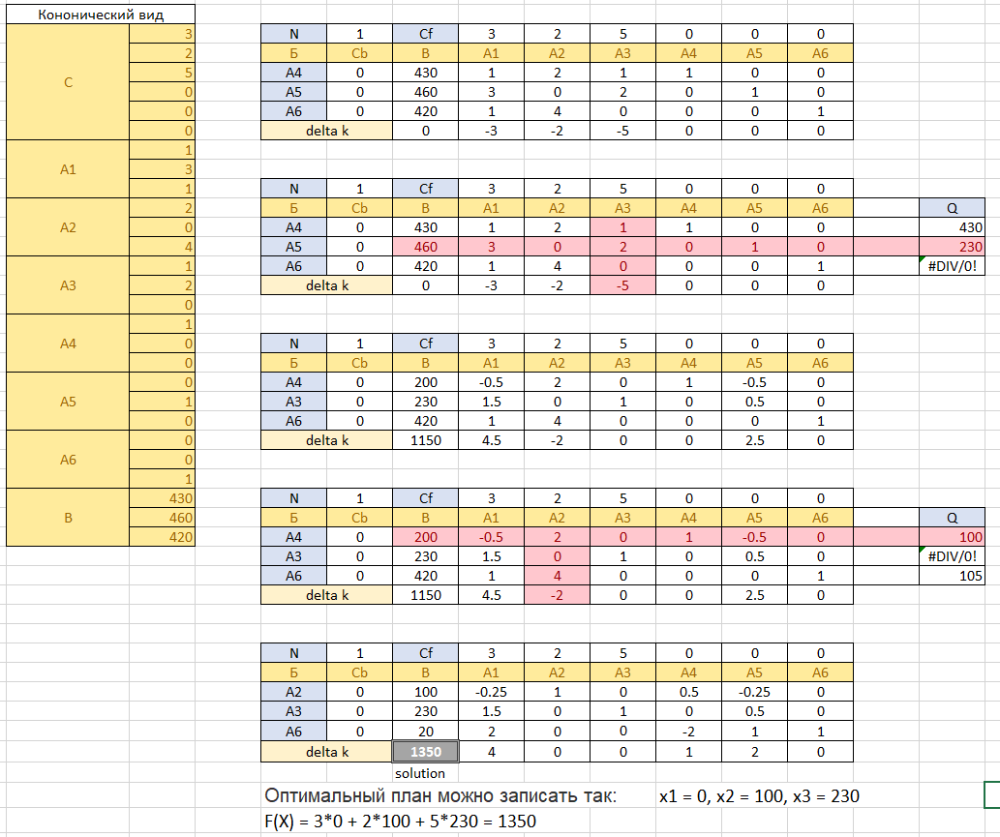 Кононический вид
C 3
2
5
0
0
0
A1 1
3
1
A2 2
0
4
A3 1
2
0
A4 1
0
0
A5 0
1
0
A6 0
0
1
B 430
460
420
N 1 Cf 3 2 5 0 0 0
Б Cb B A1 A2 A3 A4 A5 A6
A4 0 430 1 2 1 1 0 0
A5 0 460 3 0 2 0 1 0
A6 0 420 1 4 0 0 0 1
delta k 0 -3 -2 -5 0 0 0
N 1 Cf 3 2 5 0 0 0
Б Cb B A1 A2 A3 A4 A5 A6 Q
A4 0 430 1 2 1 1 0 0 430
A5 0 460 3 0 2 0 1 0 230
A6 0 420 1 4 0 0 0 1 #DIV/0!
delta k 0 -3 -2 -5 0 0 0
N 1 Cf 3 2 5 0 0 0
Б Cb B A1 A2 A3 A4 A5 A6
A4 0 200 -0.5 2 0 1 -0.5 0
A3 0 230 1.5 0 1 0 0.5 0
A6 0 420 1 4 0 0 0 1
delta k 1150 4.5 -2 0 0 2.5 0
N 1 Cf 3 2 5 0 0 0
Б Cb B A1 A2 A3 A4 A5 A6 Q
A4 0 200 -0.5 2 0 1 -0.5 0 100
A3 0 230 1.5 0 1 0 0.5 0 #DIV/0!
A6 0 420 1 4 0 0 0 1 105
delta k 1150 4.5 -2 0 0 2.5 0
N 1 Cf 3 2 5 0 0 0
Б Cb B A1 A2 A3 A4 A5 A6
A2 0 100 -0.25 1 0 0.5 -0.25 0
A3 0 230 1.5 0 1 0 0.5 0
A6 0 20 2 0 0 -2 1 1
delta k 1350 4 0 0 1 2 0
solution
Оптимальный план можно записать так: x1 = 0, x2 = 100, x3 = 230
F(X) = 3*0 + 2*100 + 5*230 = 1350